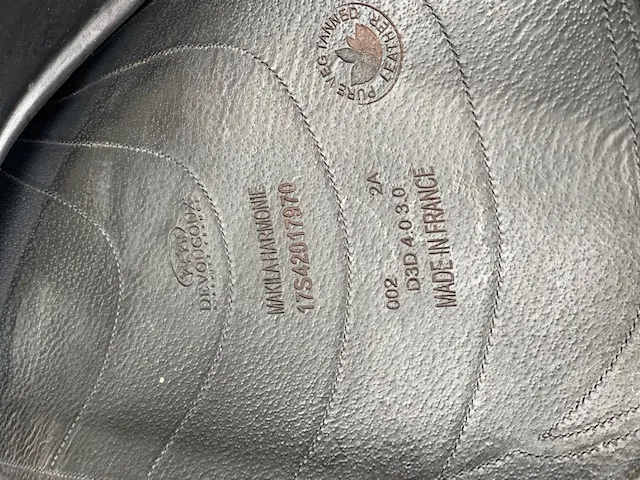 DEVOUCOUX
MAKILA HARMONIE
17S42017970
002 2A
D3D 4.0 3.0
MADE IN FRANCE
PURE VEG TANNED LEATHER